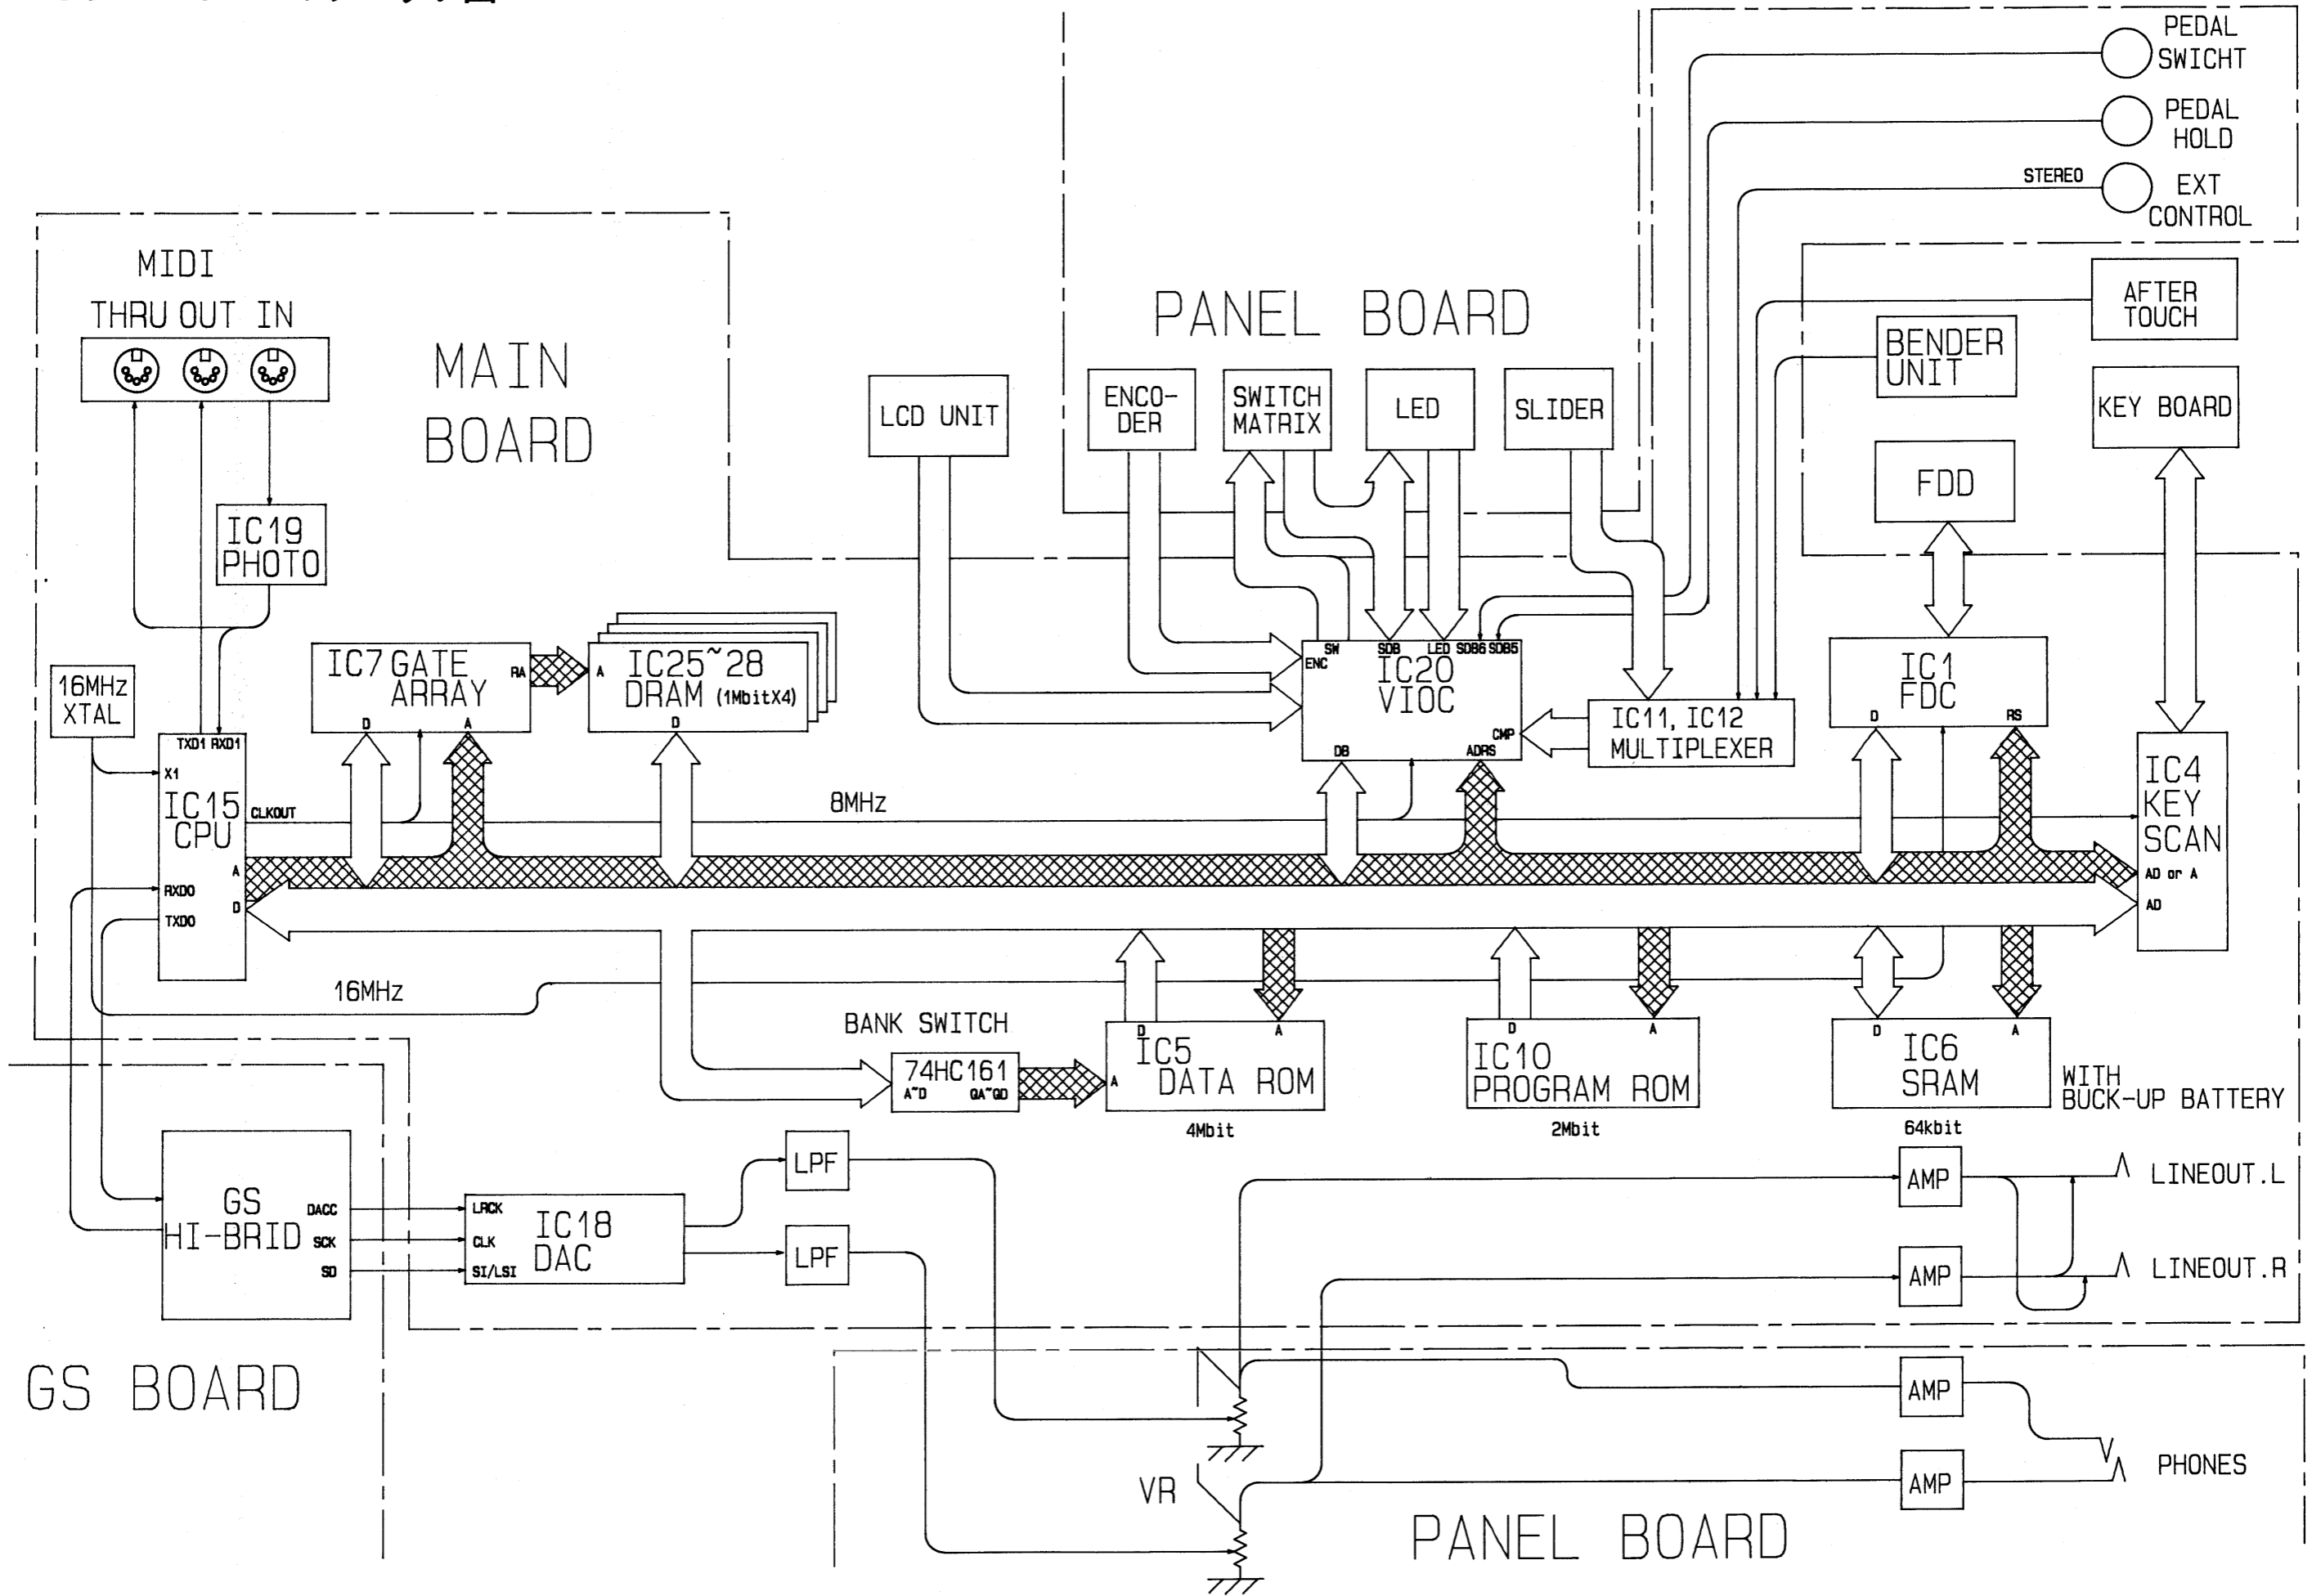 PEDAL
SWICHT
PEDAL
HOLD
STEREO
EXT
CONTROL
MIDI
THRU OUT IN
MAIN
BOARD
PANEL BOARD
AFTER
TOUCH
BENDER
UNIT
KEY BOARD
LCD UNIT
ENCO-
DER
SWITCH
MATRIX
LED
SLIDER
FDD
IC19
PHOTO
16MHz
XTAL
IC7 GATE
ARRAY
RA
D
A
A
IC25~28
DRAM (1MbitX4)
D
SW
SDB
LED
SDB6
SDB5
ENC
IC20
VIOC
CMP
DB
ADRS
IC11, IC12
MULTIPLEXER
IC1
FDC
D
RS
TXD1
RXD1
X1
IC15
CPU
CLKOUT
A
RXD0
D
TXD0
8MHz
IC4
KEY
SCAN
AD or A
AD
16MHz
BANK SWITCH
74HC161
A~D
QA~QD
D
A
A
IC5
DATA ROM
4Mbit
D
A
IC10
PROGRAM ROM
2Mbit
D
A
IC6
SRAM
64kbit
WITH
BUCK-UP BATTERY
GS
HI-BRID
DACC
SCK
SD
LRCK
CLK
SI/LSI
IC18
DAC
LPF
LPF
AMP
LINEOUT.L
AMP
LINEOUT.R
GS BOARD
AMP
AMP
PHONES
VR
PANEL BOARD